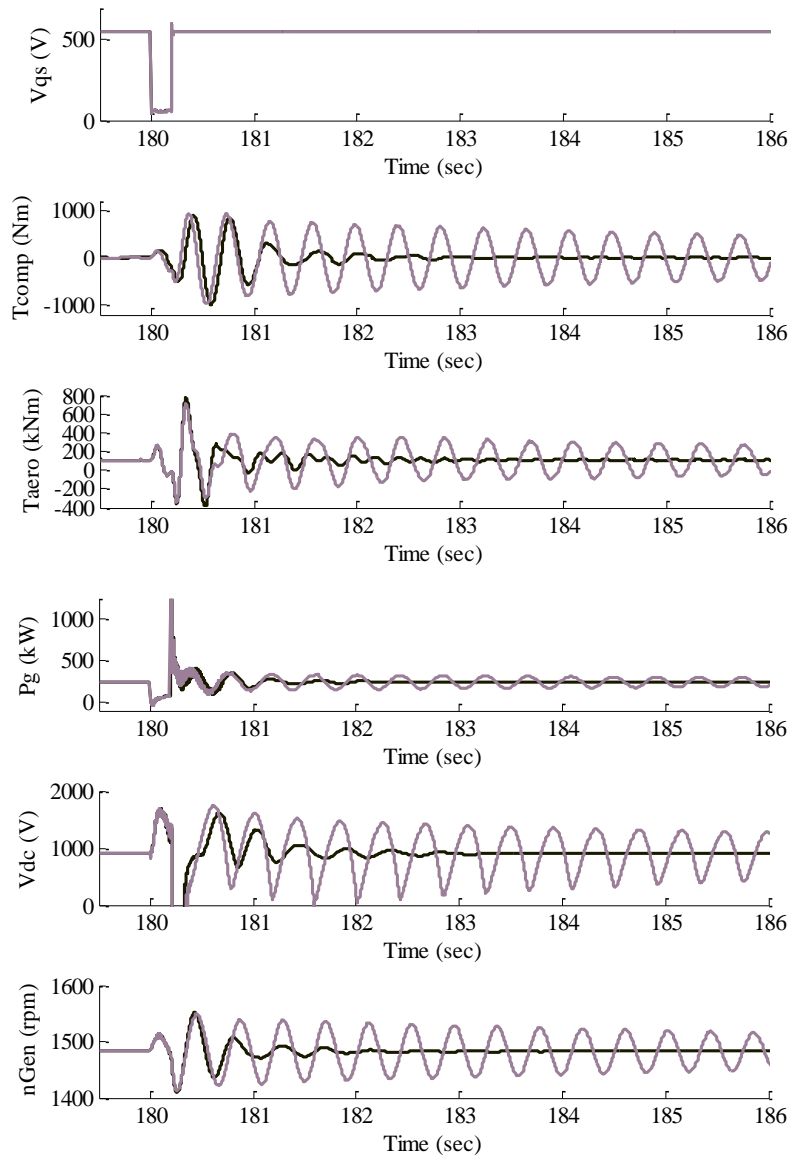 Vqs (V)
500
0
180 181 182 183 184 185 186
Time (sec)
Tcomp (Nm)
1000
0
-1000
180 181 182 183 184 185 186
Time (sec)
Taero (kNm)
800
600
400
200
0
-200
-400
180 181 182 183 184 185 186
Time (sec)
Pg (kW)
1000
500
0
180 181 182 183 184 185 186
Time (sec)
Vdc (V)
2000
1000
0
180 181 182 183 184 185 186
Time (sec)
nGen (rpm)
1600
1500
1400
180 181 182 183 184 185 186
Time (sec)